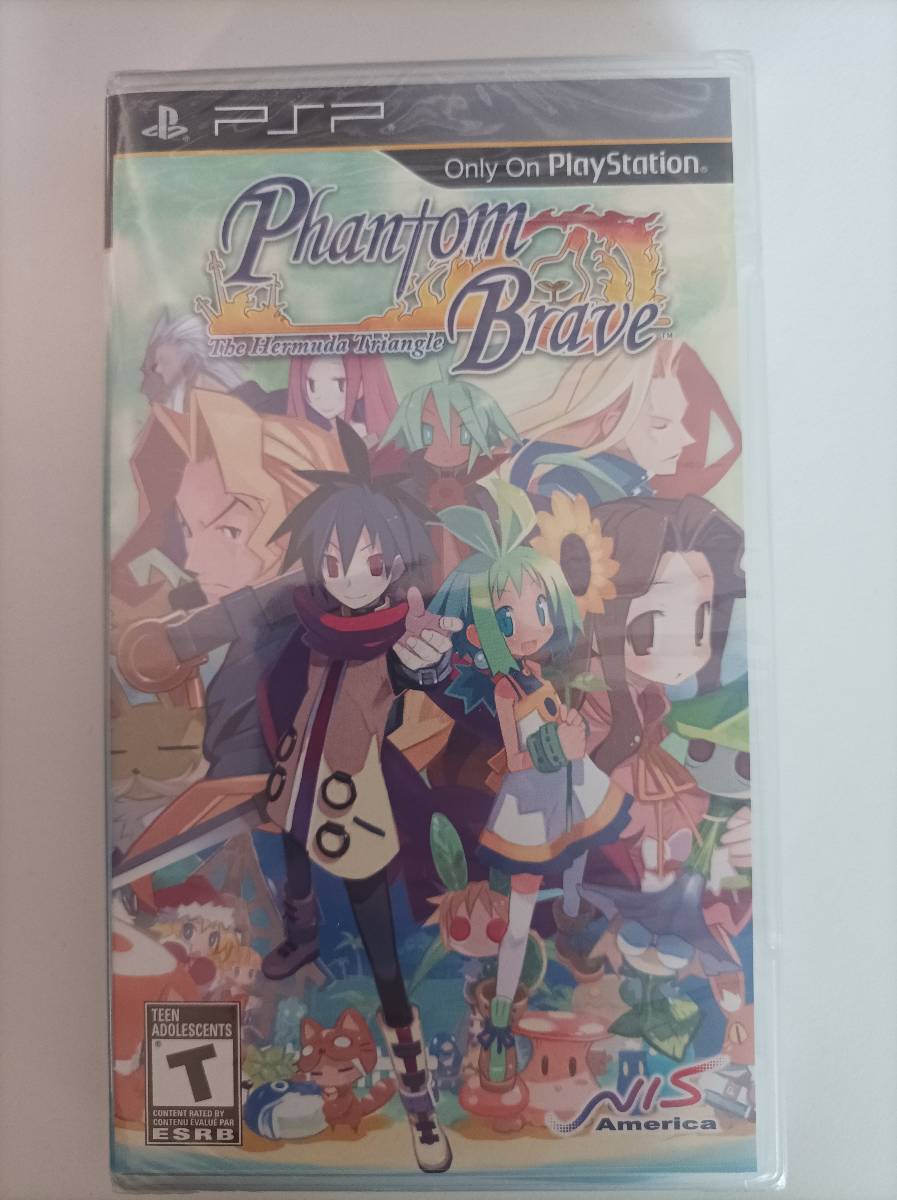 PSP
Only On PlayStation®
Phantom
Brave™
The Hermuda Triangle
TEEN
ADOLESCENTS
®
T
CONTENT RATED BY
CONTENU ÉVALUÉ PAR
ESRB
NIS
America